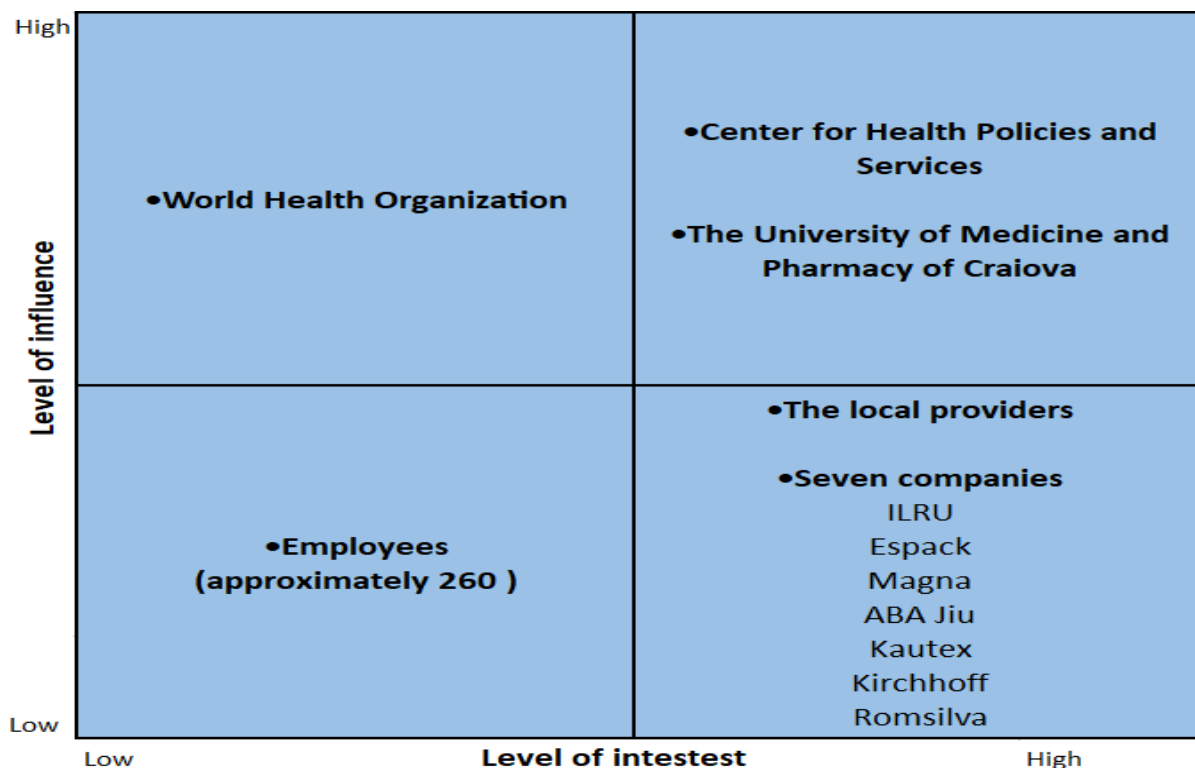 High
•Center for Health Policies and
Services
•World Health Organization
•The University of Medicine and
Pharmacy of Craiova
Level of influence
•The local providers
•Seven companies
ILRU
•Employees
Espack
(approximately 260 )
Magna
ABA Jiu
Kautex
Kirchhoff
Romsilva
Low
Low
Level of intestest
High